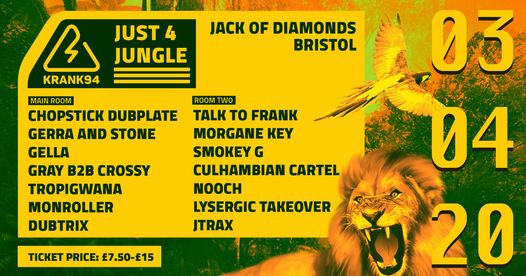 KRANK94
JUST 4
JUNGLE
JACK OF DIAMONDS
BRISTOL
MAIN ROOM
CHOPSTICK DUBPLATE
GERRA AND STONE
GELLA
GRAY B2B CROSSY
TROPIGWANA
MONROLLER
DUBTRIX
ROOM TWO
TALK TO FRANK
MORGANE KEY
SMOKEY G
CULHAMBIAN CARTEL
NOOCH
LYSERGIC TAKEOVER
JTRAX
TICKET PRICE: £7.50-£15
03
04
20